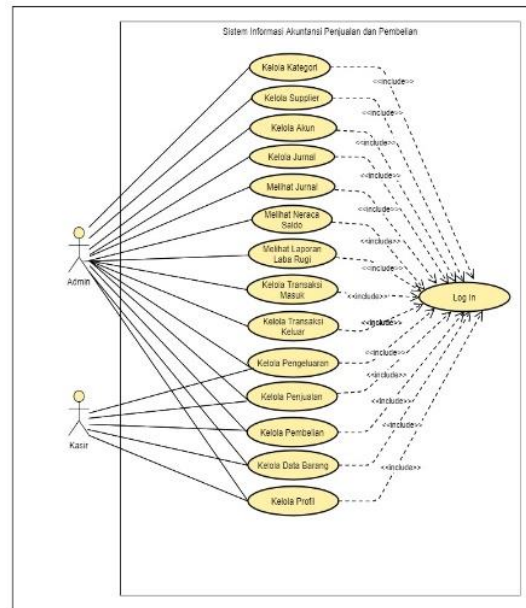 Sistem Informasi Akuntansi Penjualan dan Pembelian
Kelola Kategori
<<include>>
Kelola Supplier
<<include>>
Kelola Akun
<<include>>
Kelola Jurnal
<<include>>
Melihat Jurnal
<<include>>
Melihat Neraca
Saldo
<<include>>
Melihat Laporan
Laba Rugi
<<include>>
Admin
Kelola Transaksi
Masuk
<<include>>
Log In
Kelola Transaksi
Keluar
<<include>>
Kelola Pengeluaran
<<include>>
Kelola Penjualan
<<include>>
Kasir
Kelola Pembelian
<<include>>
Kelola Data Barang
<<include>>
Kelola Profil
<<include>>